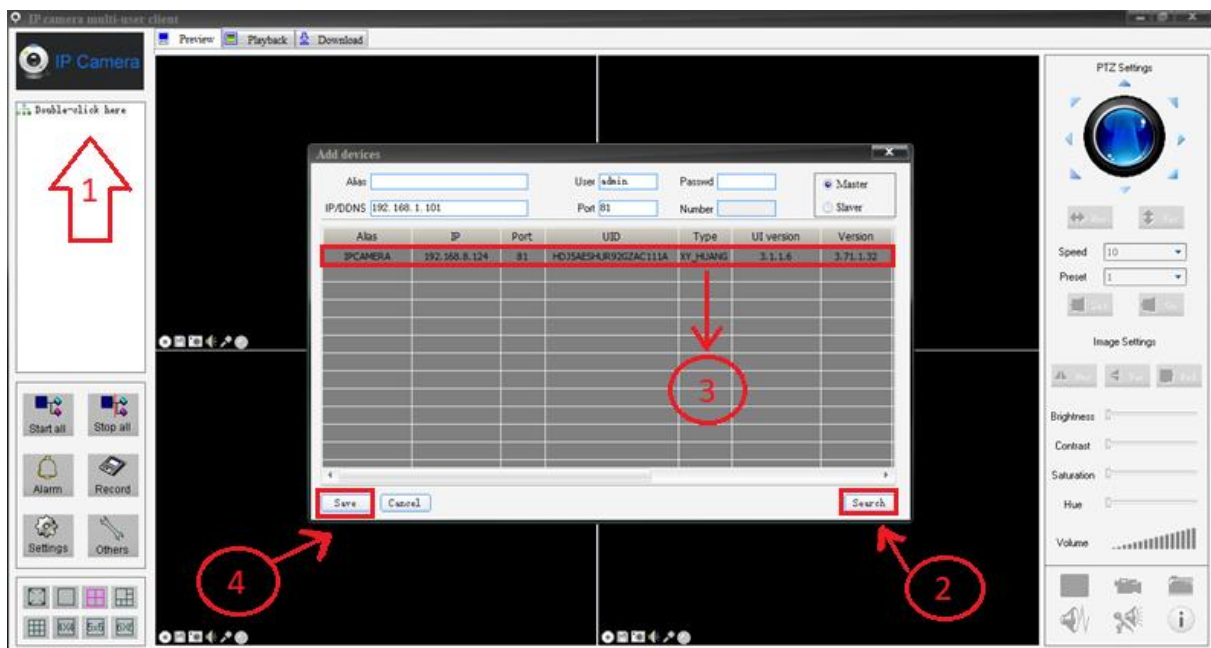 IP camera multi-user client
Preview Playback Download
IP Camera
Double-click here
1
Add devices
Alias User admin Passwd Master
IP/DDNS 192.168.1.101 Port 81 Number Slaver
Alias IP Port UID Type UI version Version
IPCAMERA 192.168.8.124 81 HDJSAESHUR92GZAC111A XY_HUANG 3.1.1.6 3.71.1.32
3
Save Cancel Search
4
2
Start all Stop all
Alarm Record
Settings Others
4X4 5x5 6X6
PTZ Settings
Speed 10
Preset 1
Image Settings
Brightness
Contrast
Saturation
Hue
Volume